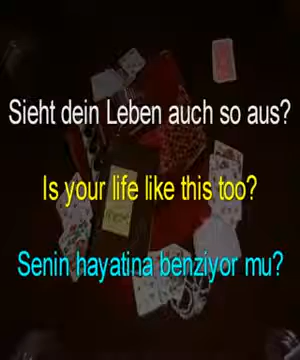 Sieht dein Leben auch so aus?
Is your life like this too?
Senin hayatina benziyor mu?